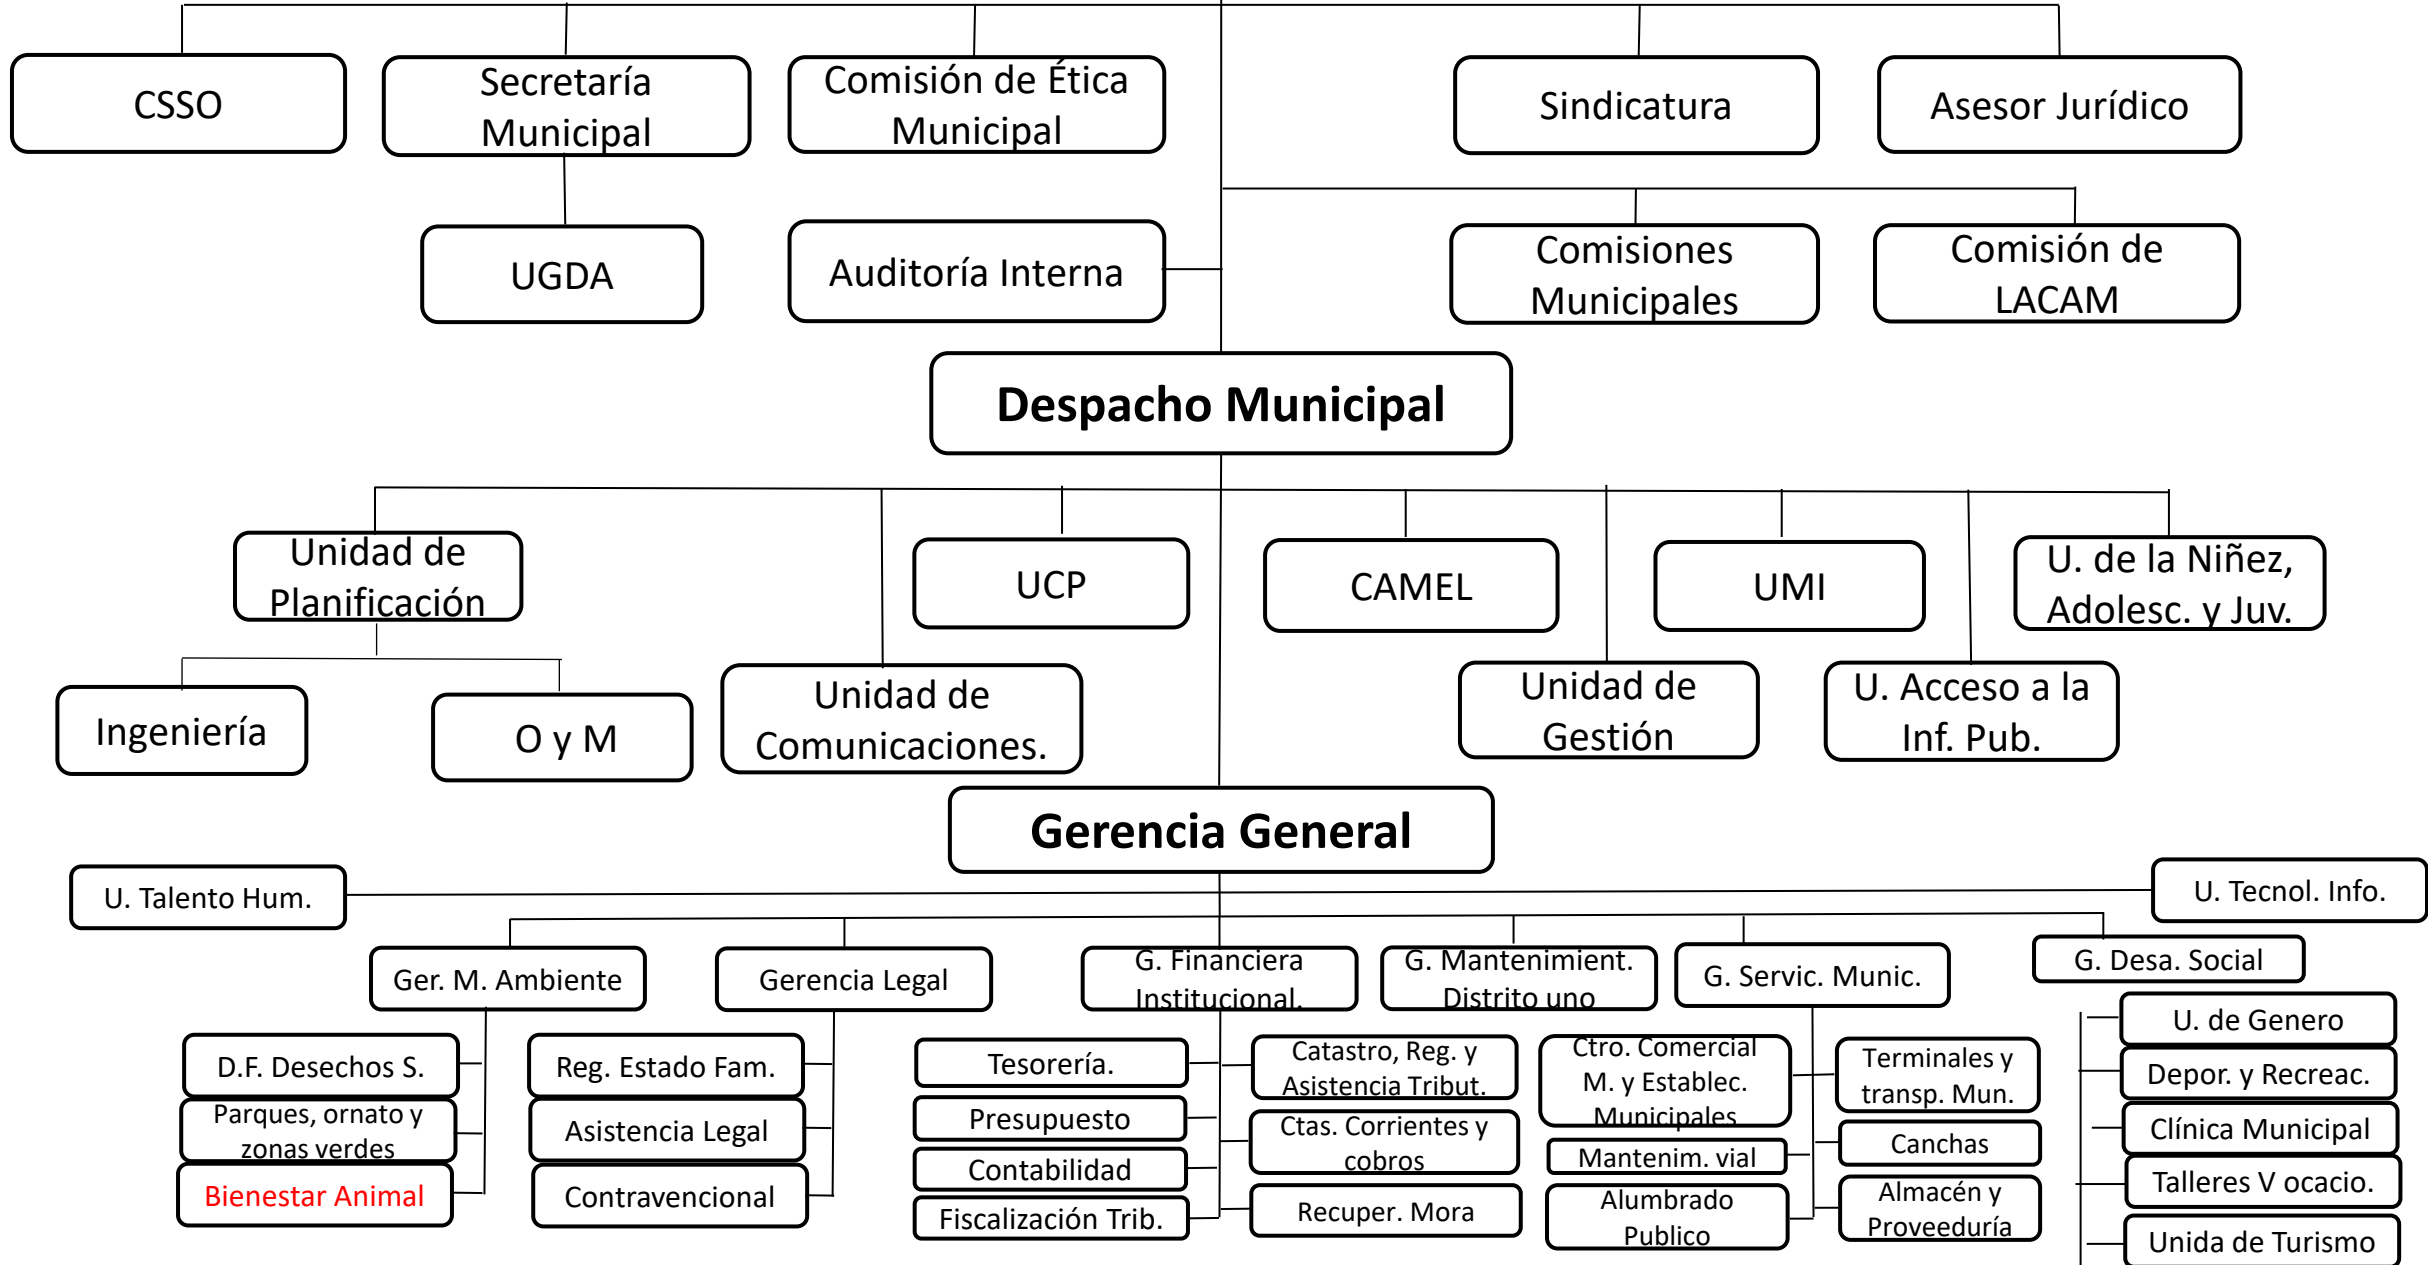 CSSO
Secretaría
Municipal
Comisión de Ética
Municipal
Sindicatura
Asesor Jurídico
UGDA
Auditoría Interna
Comisiones
Municipales
Comisión de
LACAM
Despacho Municipal
Unidad de
Planificación
UCP
CAMEL
UMI
U. de la Niñez,
Adolesc. y Juv.
Ingeniería
O y M
Unidad de
Comunicaciones.
Unidad de
Gestión
U. Acceso a la
Inf. Pub.
Gerencia General
U. Talento Hum.
U. Tecnol. Info.
Ger. M. Ambiente
Gerencia Legal
G. Financiera
Institucional.
G. Mantenimient.
Distrito uno
G. Servic. Munic.
G. Desa. Social
D.F. Desechos S.
Parques, ornato y
zonas verdes
Bienestar Animal
Reg. Estado Fam.
Asistencia Legal
Contravencional
Tesorería.
Presupuesto
Contabilidad
Fiscalización Trib.
Catastro, Reg. y
Asistencia Tribut.
Ctas. Corrientes y
cobros
Recuper. Mora
Ctro. Comercial
M. y Establec.
Municipales
Mantenim. vial
Alumbrado
Publico
Terminales y
transp. Mun.
Canchas
Almacén y
Proveeduría
U. de Genero
Depor. y Recreac.
Clínica Municipal
Talleres V ocacio.
Unida de Turismo